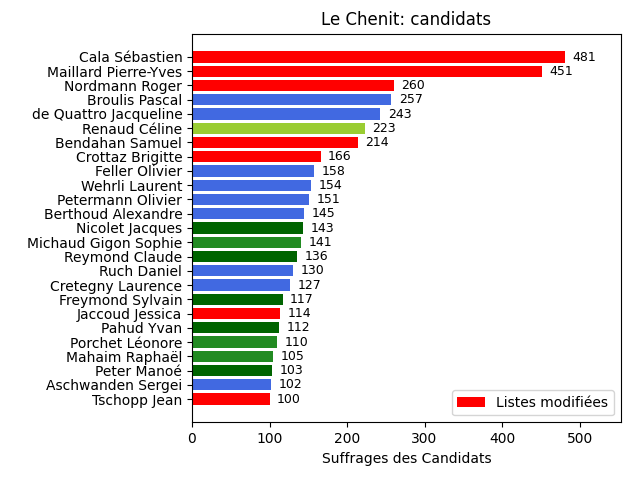 Le Chenit: candidats
Cala Sébastien 481
Maillard Pierre-Yves 451
Nordmann Roger 260
Broulis Pascal 257
de Quattro Jacqueline 243
Renaud Céline 223
Bendahan Samuel 214
Crottaz Brigitte 166
Feller Olivier 158
Wehrli Laurent 154
Petermann Olivier 151
Berthoud Alexandre 145
Nicolet Jacques 143
Michaud Gigon Sophie 141
Reymond Claude 136
Ruch Daniel 130
Cretegny Laurence 127
Freymond Sylvain 117
Jaccoud Jessica 114
Pahud Yvan 112
Porchet Léonore 110
Mahaim Raphaël 105
Peter Manoé 103
Aschwanden Sergei 102
Tschopp Jean 100
Listes modifiées
0 100 200 300 400 500
Suffrages des Candidats